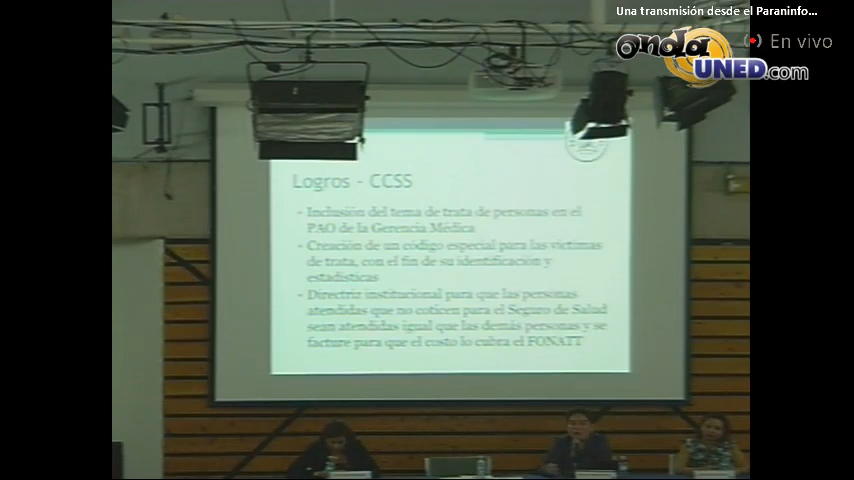 Una transmisión desde el Paraninfo...
onda
UNED.com
En vivo
Logros - CCSS
- Inclusión del tema de trata de personas en el
PAO de la Gerencia Médica
- Creación de un código especial para las víctimas
de trata, con el fin de su identificación y
estadísticas
- Directriz institucional para que las personas
atendidas que no coticen para el Seguro de Salud
sean atendidas igual que las demás personas y se
facture para que el costo lo cubra el FONATT